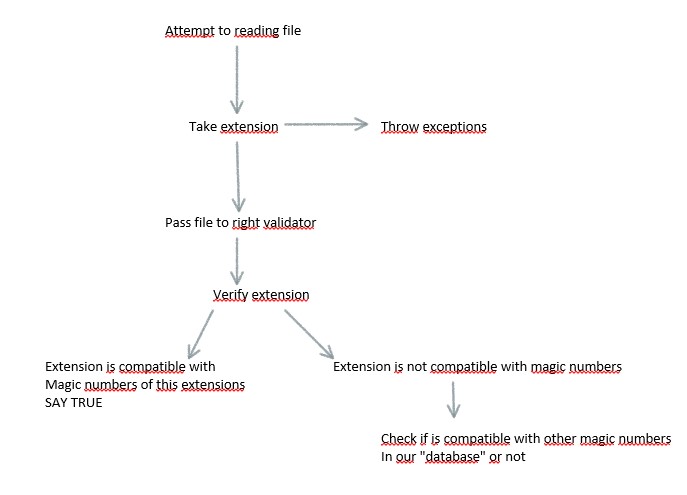 Attempt to reading file
Take extension
Throw exceptions
Pass file to right validator
Verify extension
Extension is compatible with
Magic numbers of this extensions
SAY TRUE
Extension is not compatible with magic numbers
Check if is compatible with other magic numbers
In our "database" or not